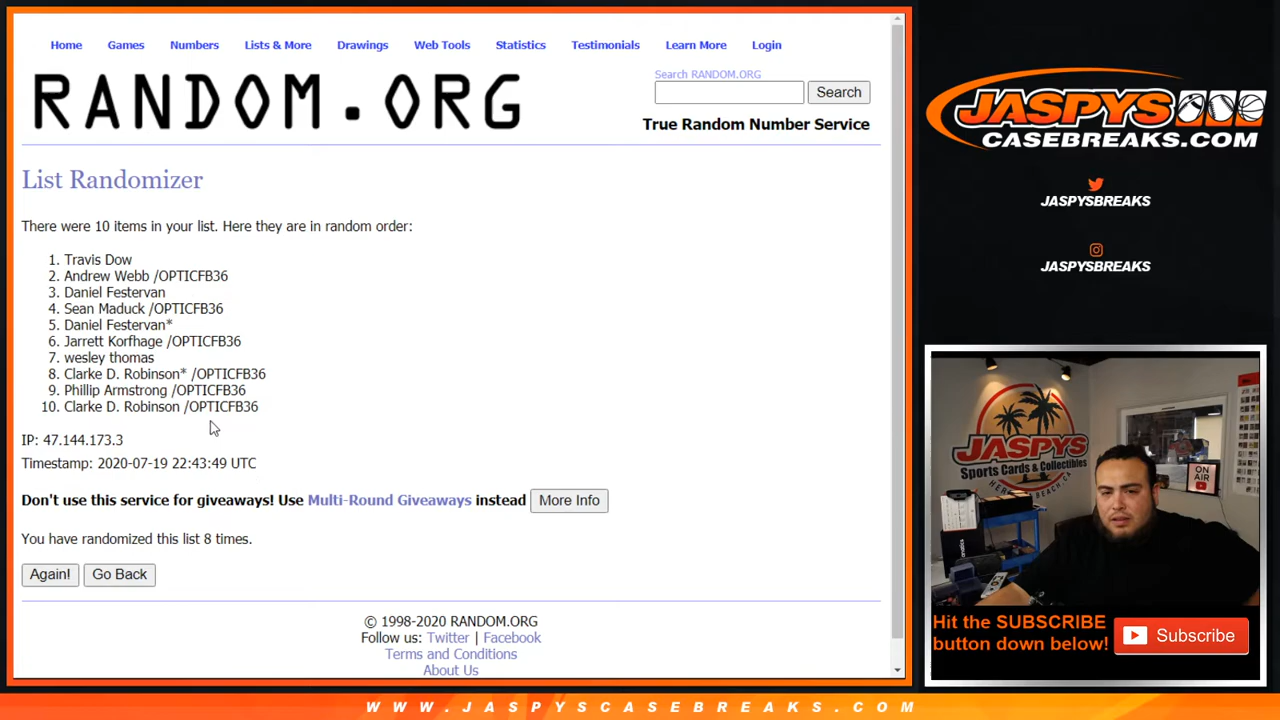 Home Games Numbers Lists & More Drawings Web Tools Statistics Testimonials Learn More Login
RANDOM.ORG
Search RANDOM.ORG
Search
True Random Number Service
List Randomizer
There were 10 items in your list. Here they are in random order:
1. Travis Dow
2. Andrew Webb /OPTICFB36
3. Daniel Festervan
4. Sean Maduck /OPTICFB36
5. Daniel Festervan*
6. Jarrett Korfhage /OPTICFB36
7. wesley thomas
8. Clarke D. Robinson* /OPTICFB36
9. Phillip Armstrong /OPTICFB36
10. Clarke D. Robinson /OPTICFB36
IP: 47.144.173.3
Timestamp: 2020-07-19 22:43:49 UTC
Don't use this service for giveaways! Use Multi-Round Giveaways instead More Info
You have randomized this list 8 times.
Again! Go Back
© 1998-2020 RANDOM.ORG
Follow us: Twitter | Facebook
Terms and Conditions
About Us
JASPYS
CASEBREAKS.COM
JASPYSBREAKS
JASPYSBREAKS
JASPYS
Sports Cards & Collectibles
ON AIR
Hit the SUBSCRIBE
button down below!
Subscribe
WWW.JASPYSCASEBREAKS.COM